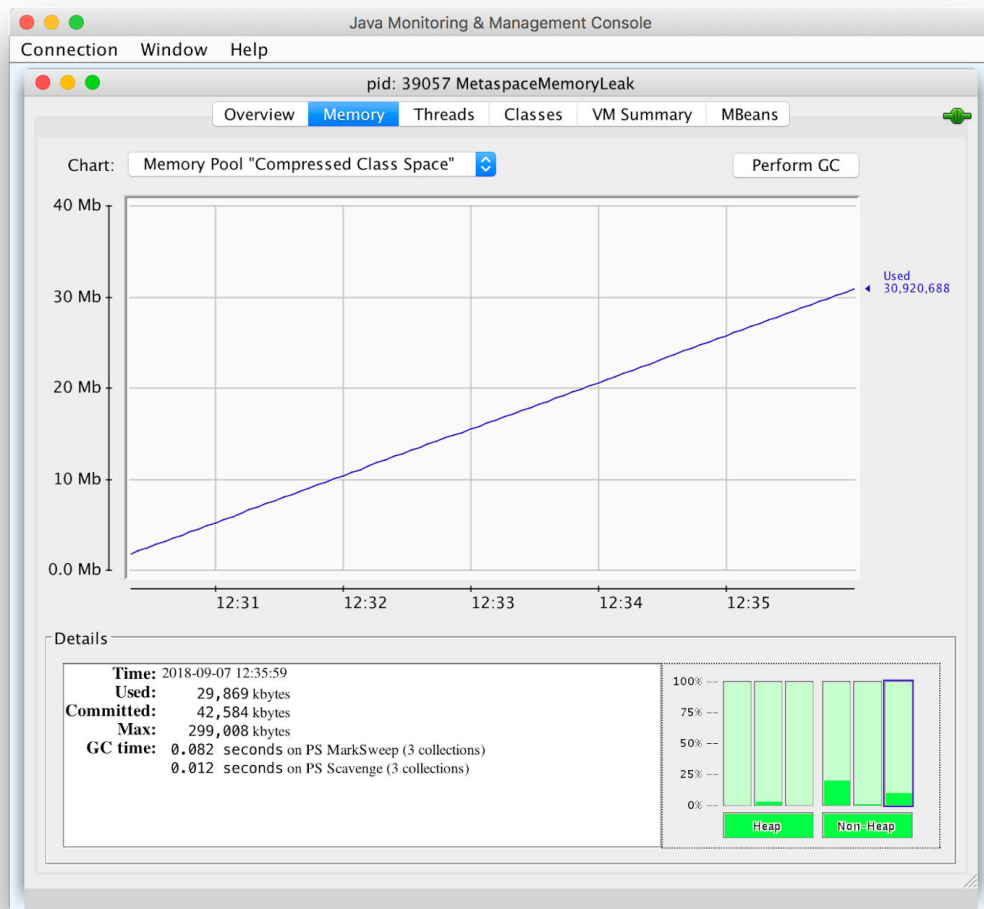 Java Monitoring & Management Console
Connection Window Help
pid: 39057 MetaspaceMemoryLeak
Overview Memory Threads Classes VM Summary MBeans
Chart: Memory Pool "Compressed Class Space" Perform GC
40 Mb
30 Mb
20 Mb
10 Mb
0.0 Mb
Used
30,920,688
12:31 12:32 12:33 12:34 12:35
Details
Time: 2018-09-07 12:35:59
Used: 29,869 kbytes
Committed: 42,584 kbytes
Max: 299,008 kbytes
GC time: 0.082 seconds on PS MarkSweep (3 collections)
0.012 seconds on PS Scavenge (3 collections)
100% --
75% --
50% --
25% --
0% --
Heap Non-Heap